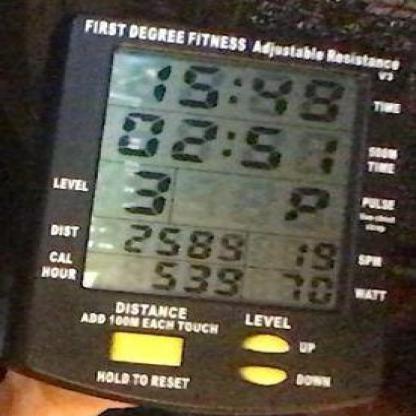 FIRST DEGREE FITNESS Adjustable Resistance
V3
15:48 TIME
02:51 500M TIME
LEVEL 3 P PULSE
DIST 2589 19 SPM
CAL HOUR 539 70 WATT
DISTANCE
ADD 100M EACH TOUCH
HOLD TO RESET
LEVEL
UP
DOWN